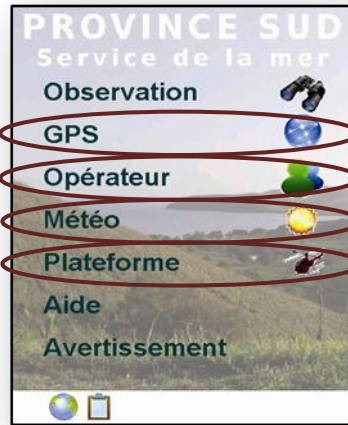 PROVINCE SUD
Service de la mer
Observation
GPS
Opérateur
Météo
Plateforme
Aide
Avertissement